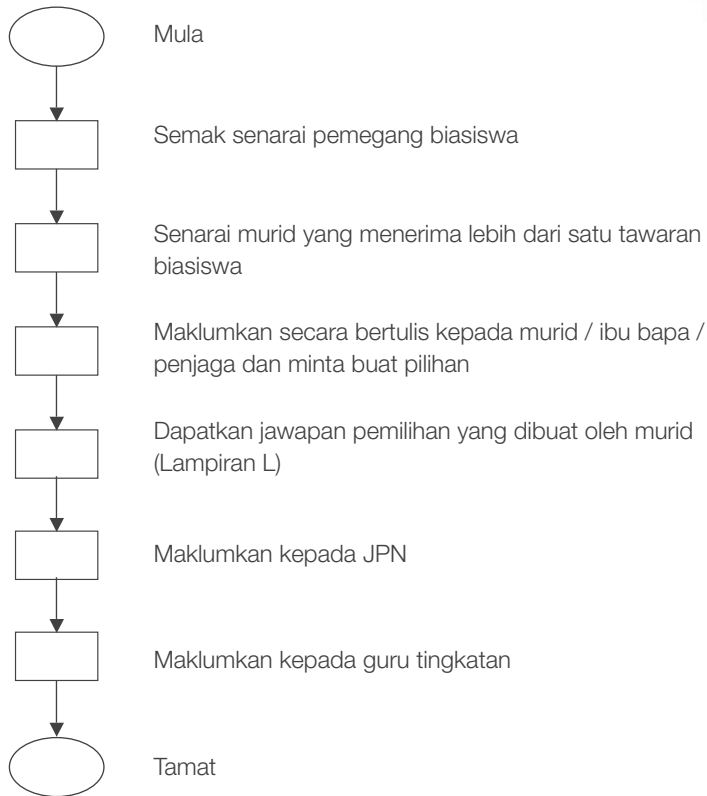 Mula
Semak senarai pemegang biasiswa
Senarai murid yang menerima lebih dari satu tawaran
biasiswa
Maklumkan secara bertulis kepada murid / ibu bapa /
penjaga dan minta buat pilihan
Dapatkan jawapan pemilihan yang dibuat oleh murid
(Lampiran L)
Maklumkan kepada JPN
Maklumkan kepada guru tingkatan
Tamat